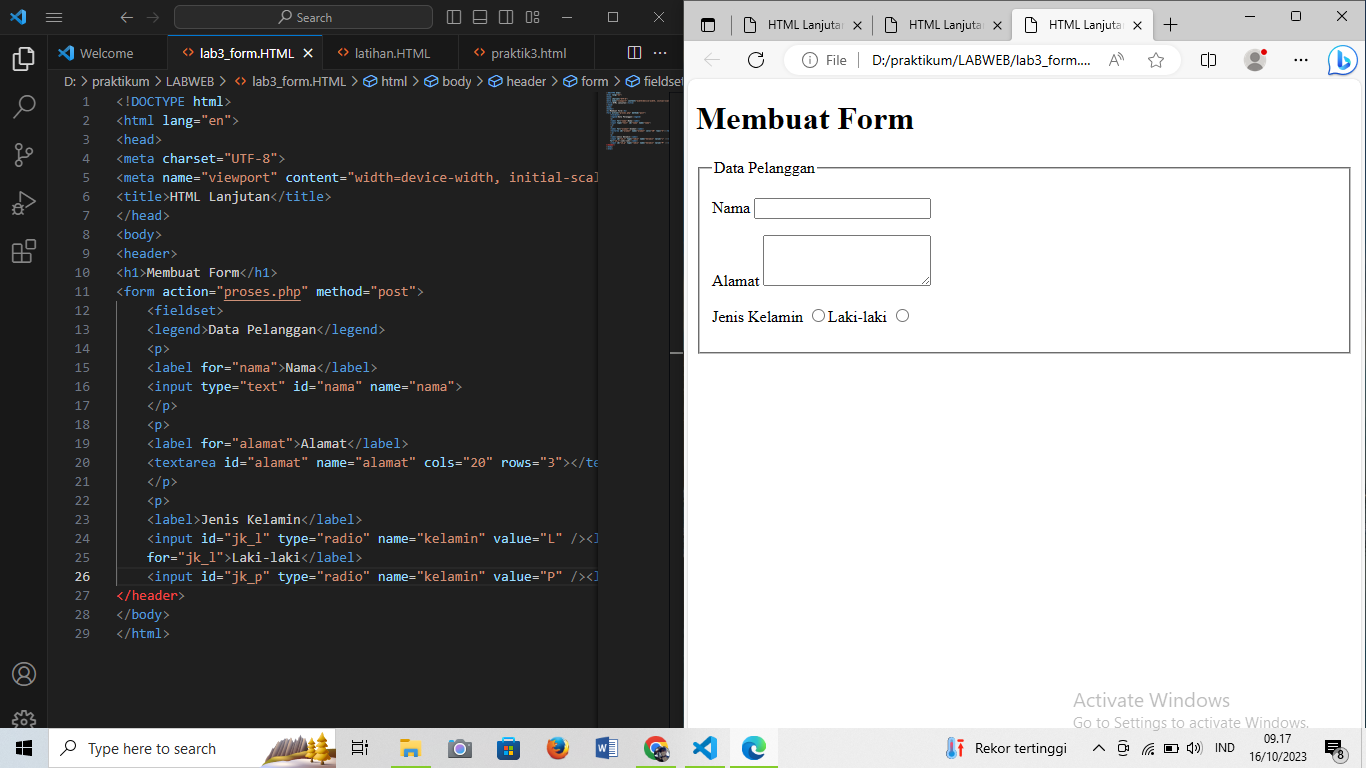 Search
Welcome
lab3_form.HTML
latihan.HTML
praktik3.html
D: > praktikum > LABWEB > lab3_form.HTML > html > body > header > form > fieldset
1 <!DOCTYPE html>
2 <html lang="en">
3 <head>
4 <meta charset="UTF-8">
5 <meta name="viewport" content="width=device-width, initial-scal
6 <title>HTML Lanjutan</title>
7 </head>
8 <body>
9 <header>
10 <h1>Membuat Form</h1>
11 <form action="proses.php" method="post">
12 <fieldset>
13 <legend>Data Pelanggan</legend>
14 <p>
15 <label for="nama">Nama</label>
16 <input type="text" id="nama" name="nama">
17 </p>
18 <p>
19 <label for="alamat">Alamat</label>
20 <textarea id="alamat" name="alamat" cols="20" rows="3"></te
21 </p>
22 <p>
23 <label>Jenis Kelamin</label>
24 <input id="jk_l" type="radio" name="kelamin" value="L" /><l
25 for="jk_l">Laki-laki</label>
26 <input id="jk_p" type="radio" name="kelamin" value="P" /><l
27 </header>
28 </body>
29 </html>
HTML Lanjuta
HTML Lanjuta
HTML Lanjuta
File | D:/praktikum/LABWEB/lab3_form....
Membuat Form
Data Pelanggan
Nama
Alamat
Jenis Kelamin Laki-laki
Activate Windows
Go to Settings to activate Windows.
Type here to search
Rekor tertinggi
IND
09.17
16/10/2023
8